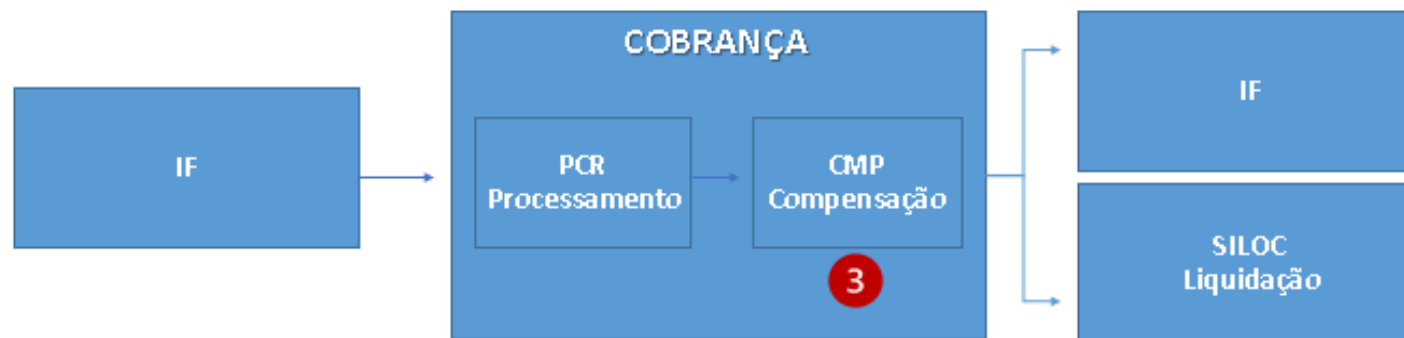 COBRANÇA
IF
PCR
Processamento
CMP
Compensação
3
IF
SILOC
Liquidação